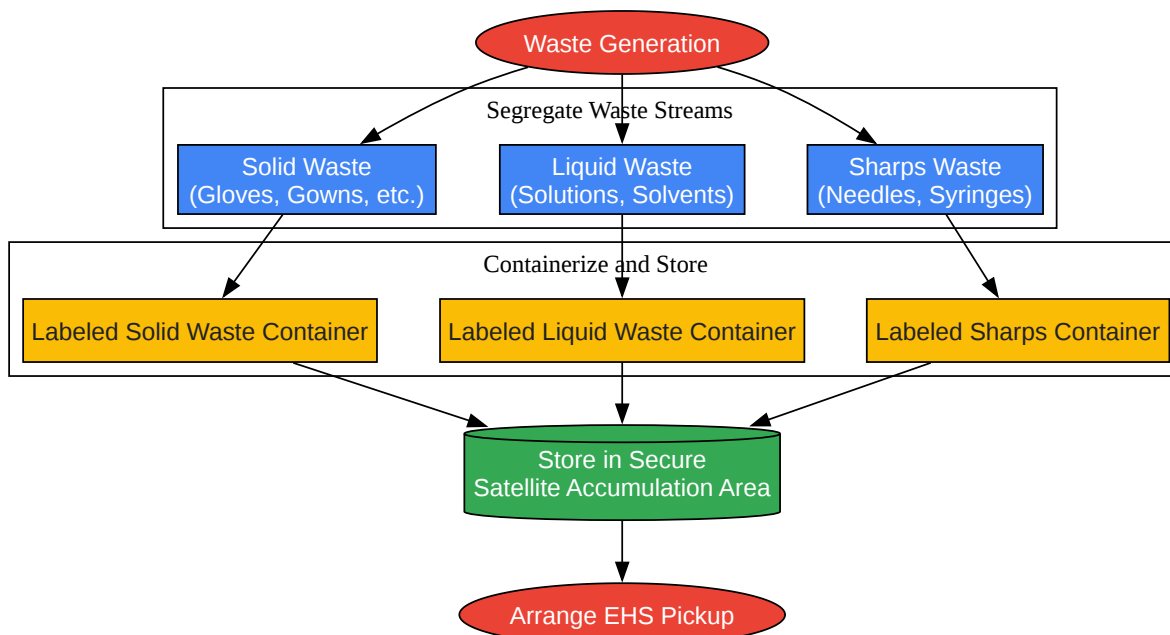 Waste Generation
Segregate Waste Streams
Solid Waste
(Gloves, Gowns, etc.)
Liquid Waste
(Solutions, Solvents)
Sharps Waste
(Needles, Syringes)
Containerize and Store
Labeled Solid Waste Container
Labeled Liquid Waste Container
Labeled Sharps Container
Store in Secure
Satellite Accumulation Area
Arrange EHS Pickup